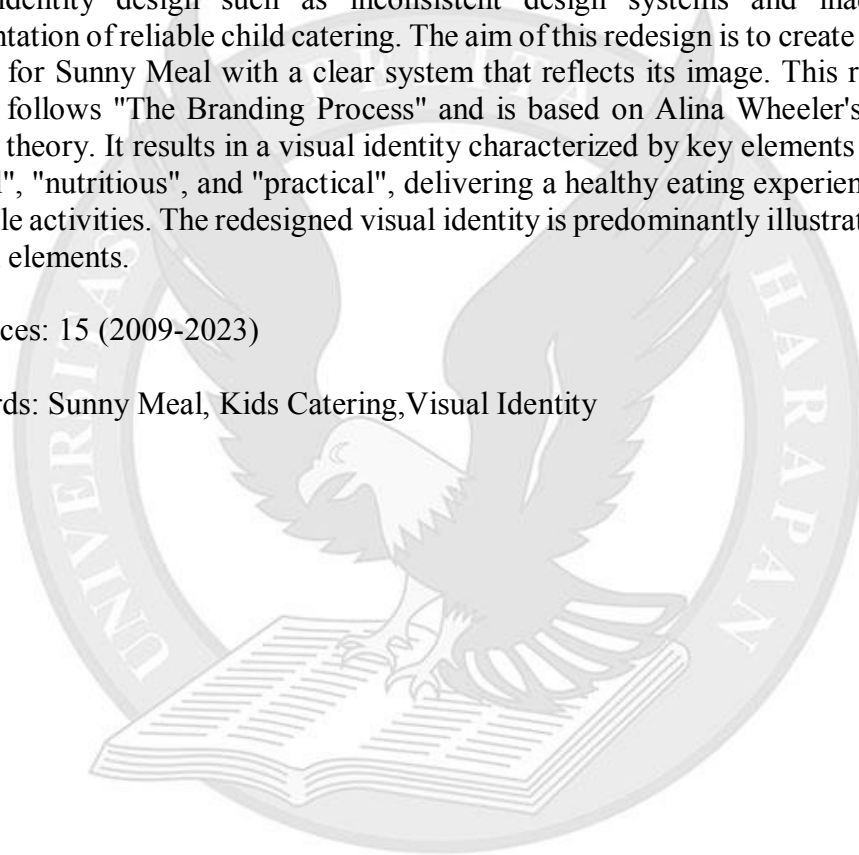 identity design such as inconsistent design systems and
ntation of reliable child catering. The aim of this redesign is to create
for Sunny Meal with a clear system that reflects its image. This
follows "The Branding Process" and is based on Alina Wheeler's
theory. It results in a visual identity characterized by key elements
"nutritious", and "practical", delivering a healthy eating
le activities. The redesigned visual identity is predominantly
elements.
ces: 15 (2009-2023)
rds: Sunny Meal, Kids Catering,Visual Identity
UNIVERSITAS
PELITA
HARAPAN